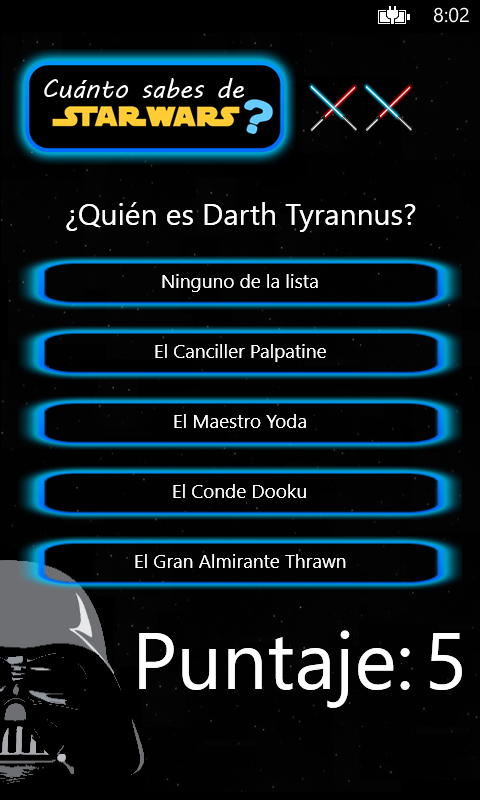 8:02
Cuánto sabes de
STAR WARS?
¿Quién es Darth Tyrannus?
Ninguno de la lista
El Canciller Palpatine
El Maestro Yoda
El Conde Dooku
El Gran Almirante Thrawn
Puntaje: 5